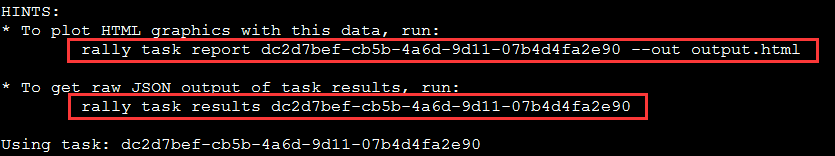 HINTS:
* To plot HTML graphics with this data, run:
rally task report dc2d7bef-cb5b-4a6d-9d11-07b4d4fa2e90 --out output.html
* To get raw JSON output of task results, run:
rally task results dc2d7bef-cb5b-4a6d-9d11-07b4d4fa2e90
Using task: dc2d7bef-cb5b-4a6d-9d11-07b4d4fa2e90